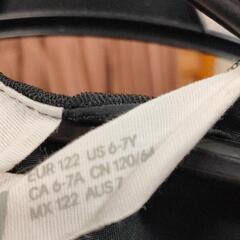 EUR 122 US 6-7Y
CA 6-7A CN 120/64
MX 122 AUS 7